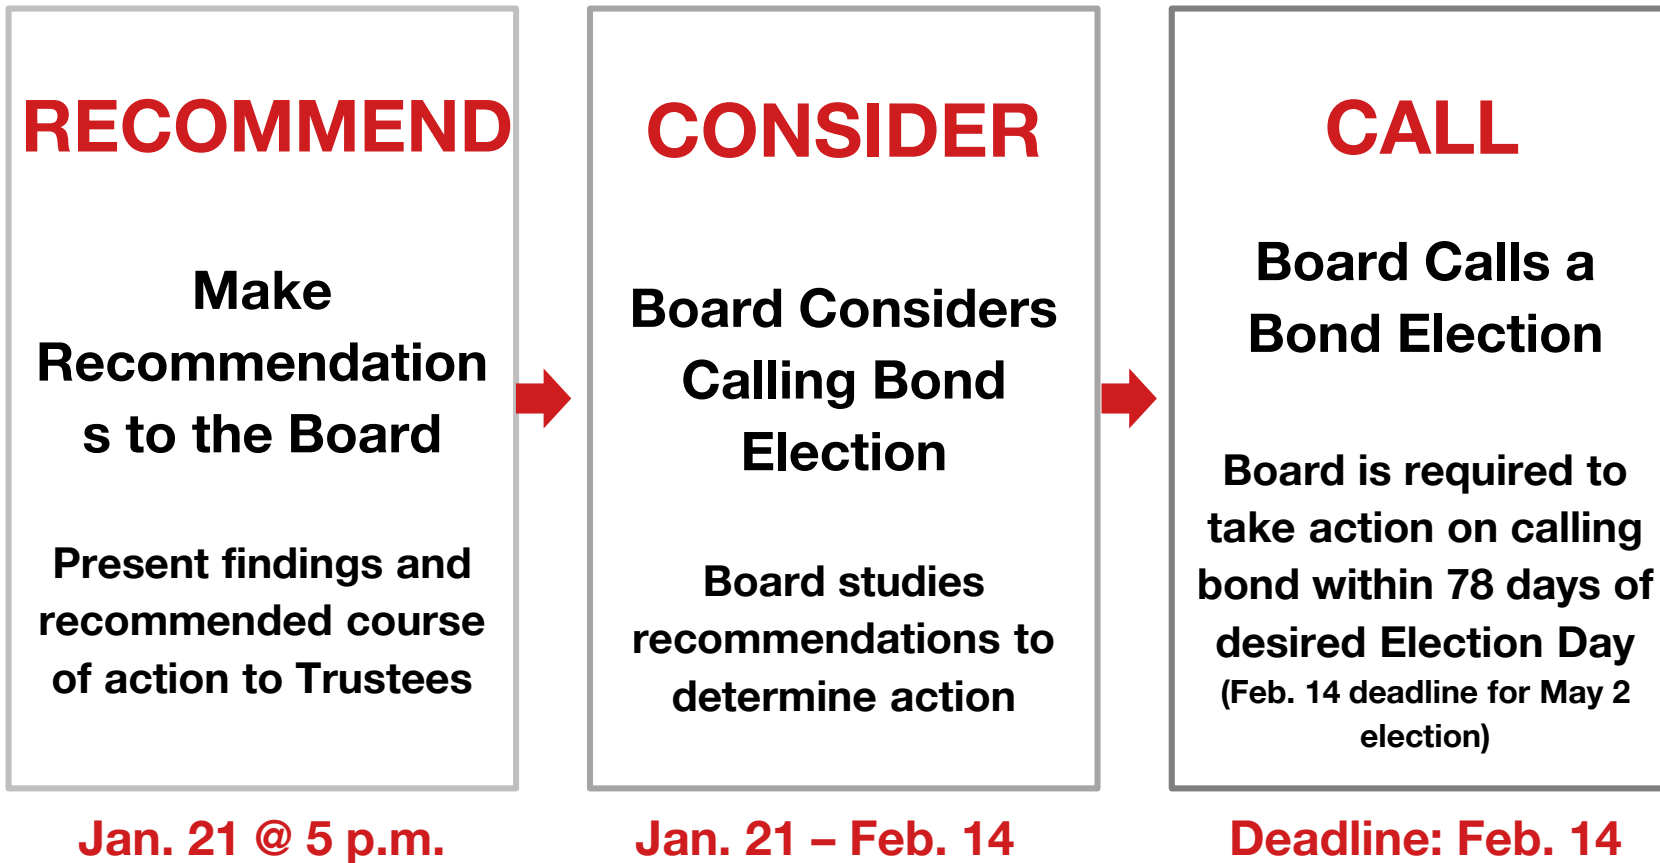 RECOMMEND
Make
Recommendation
s to the Board
Present findings and
recommended course
of action to Trustees
Jan. 21 @ 5 p.m.
CONSIDER
Board Considers
Calling Bond
Election
Board studies
recommendations to
determine action
Jan. 21 – Feb. 14
CALL
Board Calls a
Bond Election
Board is required to
take action on calling
bond within 78 days of
desired Election Day
(Feb. 14 deadline for May 2
election)
Deadline: Feb. 14